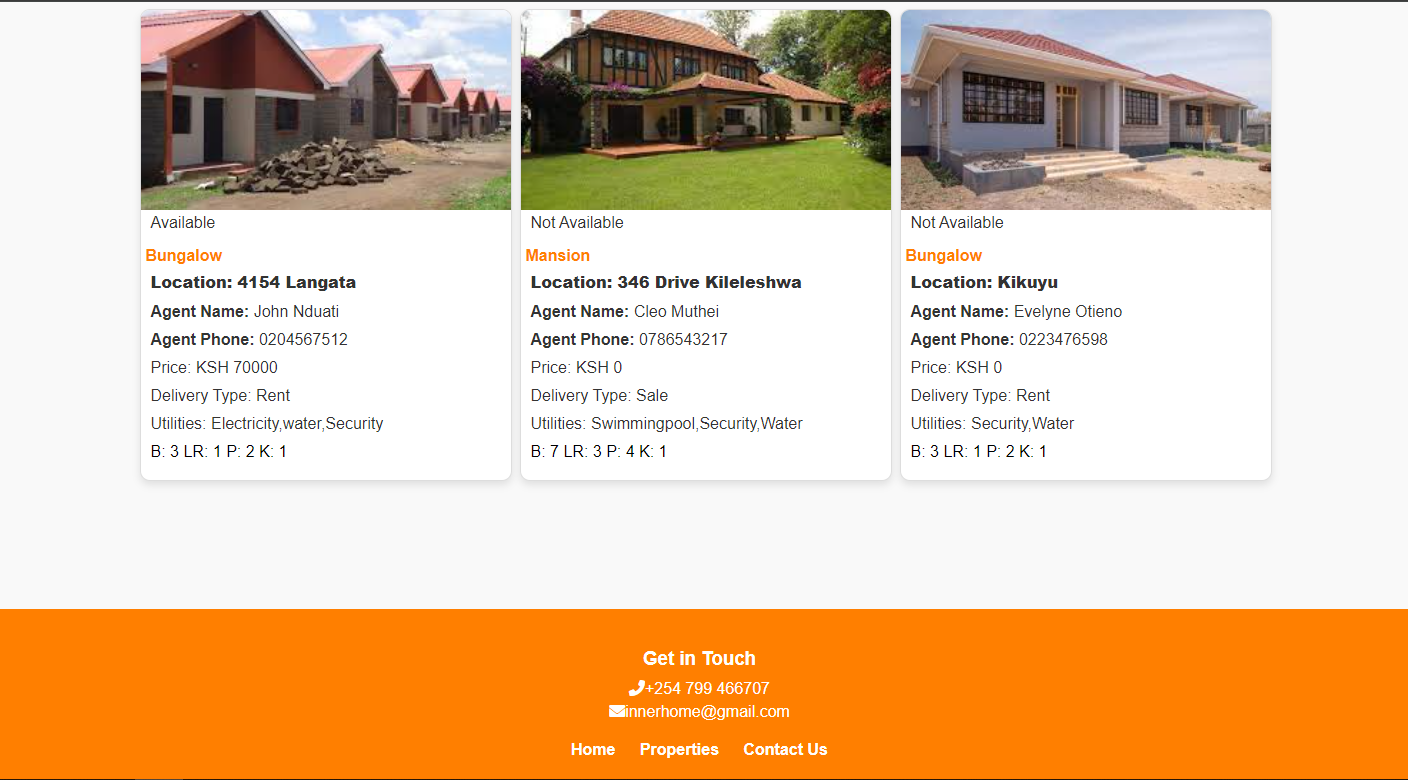 Available
Bungalow
Location: 4154 Langata
Agent Name: John Nduati
Agent Phone: 0204567512
Price: KSH 70000
Delivery Type: Rent
Utilities: Electricity,water,Security
B: 3 LR: 1 P: 2 K: 1
Not Available
Mansion
Location: 346 Drive Kileleshwa
Agent Name: Cleo Muthei
Agent Phone: 0786543217
Price: KSH 0
Delivery Type: Sale
Utilities: Swimmingpool,Security,Water
B: 7 LR: 3 P: 4 K: 1
Not Available
Bungalow
Location: Kikuyu
Agent Name: Evelyne Otieno
Agent Phone: 0223476598
Price: KSH 0
Delivery Type: Rent
Utilities: Security,Water
B: 3 LR: 1 P: 2 K: 1
Get in Touch
+254 799 466707
innerhome@gmail.com
Home Properties Contact Us